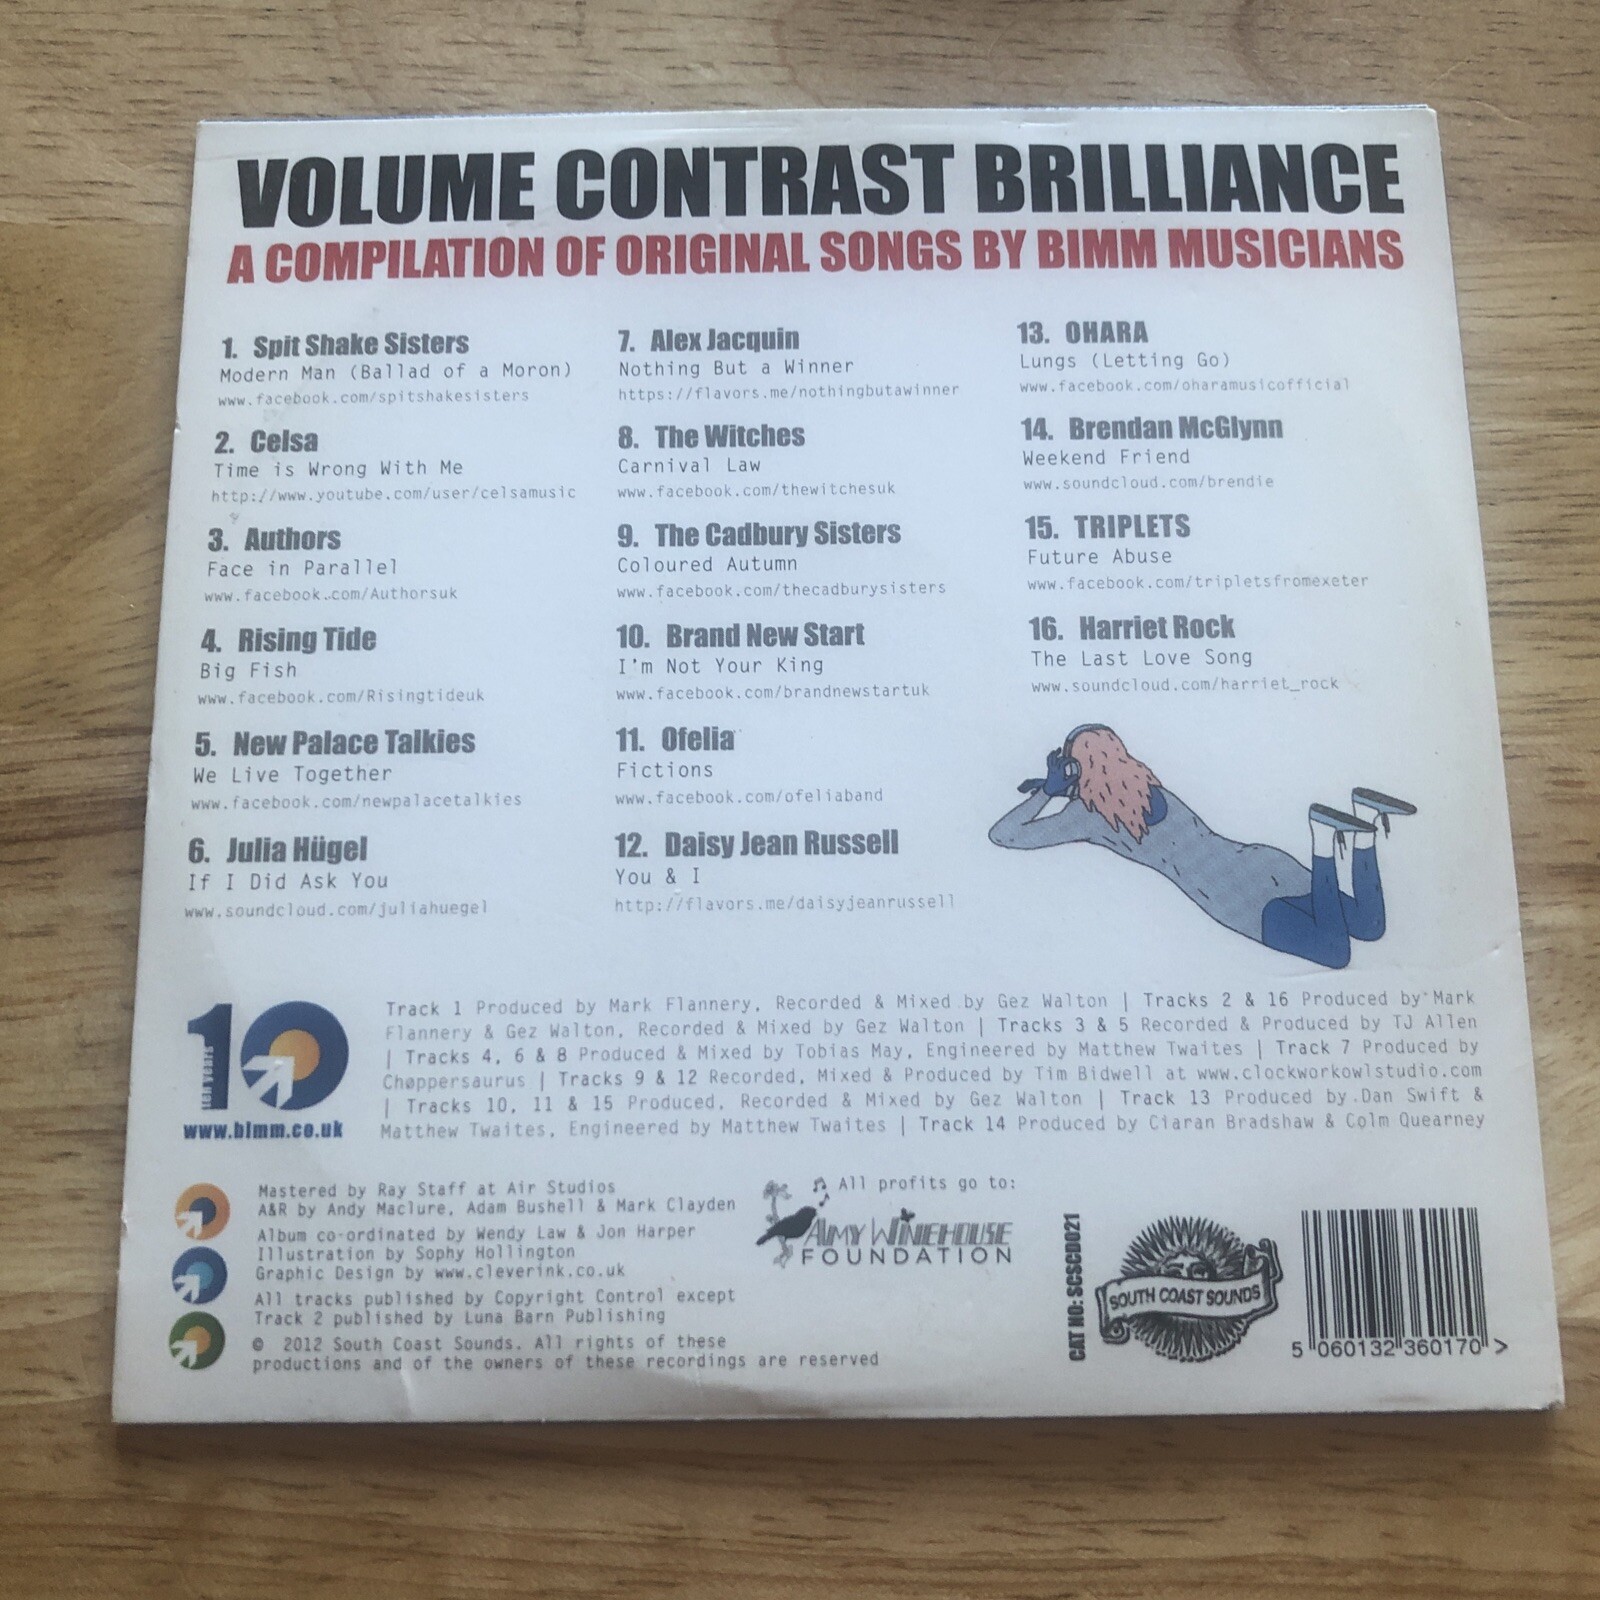 VOLUME CONTRAST BRILLIANCE
A COMPILATION OF ORIGINAL SONGS BY BIMM MUSICIANS
1. Spit Shake Sisters
Modern Man (Ballad of a Moron)
www.facebook.com/spitshakesisters
2. Celsa
Time is Wrong With Me
http://www.youtube.com/user/celsamusic
3. Authors
Face in Parallel
www.facebook.com/Authorsuk
4. Rising Tide
Big Fish
www.facebook.com/Risingtideuk
5. New Palace Talkies
We Live Together
www.facebook.com/newpalacetalkies
6. Julia Hügel
If I Did Ask You
www.soundcloud.com/juliahuegel
7. Alex Jacquin
Nothing But a Winner
https://flavors.me/nothingbutawinner
8. The Witches
Carnival Law
www.facebook.com/thewitchesuk
9. The Cadbury Sisters
Coloured Autumn
www.facebook.com/thecadburysisters
10. Brand New Start
I'm Not Your King
www.facebook.com/brandnewstartuk
11. Ofelia
Fictions
www.facebook.com/ofeliaband
12. Daisy Jean Russell
You & I
http://flavors.me/daisyjeanrussell
13. OHARA
Lungs (Letting Go)
www.facebook.com/oharamusicofficial
14. Brendan McGlynn
Weekend Friend
www.soundcloud.com/brendie
15. TRIPLETS
Future Abuse
www.facebook.com/tripletsfromexeter
16. Harriet Rock
The Last Love Song
www.soundcloud.com/harriet_rock
10
ten years
www.bimm.co.uk
Track 1 Produced by Mark Flannery, Recorded & Mixed by Gez Walton | Tracks 2 & 16 Produced by Mark
Flannery & Gez Walton, Recorded & Mixed by Gez Walton | Tracks 3 & 5 Recorded & Produced by TJ Allen
| Tracks 4, 6 & 8 Produced & Mixed by Tobias May, Engineered by Matthew Twaites | Track 7 Produced by
Chøppersaurus | Tracks 9 & 12 Recorded, Mixed & Produced by Tim Bidwell at www.clockworkowlstudio.com
| Tracks 10, 11 & 15 Produced, Recorded & Mixed by Gez Walton | Track 13 Produced by Dan Swift &
Matthew Twaites, Engineered by Matthew Twaites | Track 14 Produced by Ciaran Bradshaw & Colm Quearney
Mastered by Ray Staff at Air Studios
A&R by Andy Maclure, Adam Bushell & Mark Clayden
Album co-ordinated by Wendy Law & Jon Harper
Illustration by Sophy Hollington
Graphic Design by www.cleverink.co.uk
All tracks published by Copyright Control except
Track 2 published by Luna Barn Publishing
© 2012 South Coast Sounds. All rights of these
productions and of the owners of these recordings are reserved
All profits go to:
AMY WINEHOUSE
FOUNDATION
CAT NO: SCSCD021
SOUTH COAST SOUNDS
5 060132 360170 >